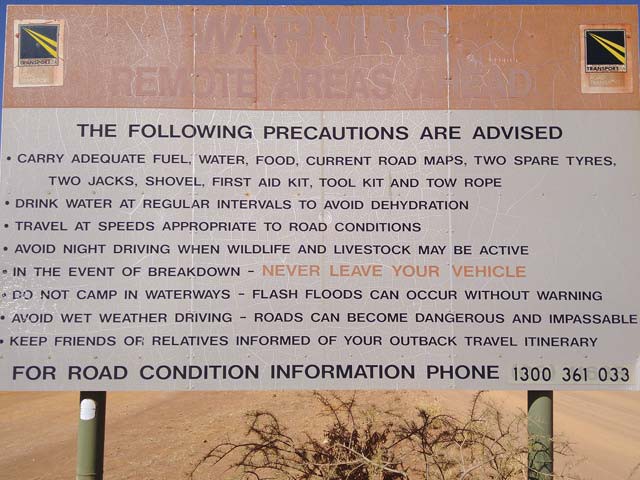 WARNING
REMOTE AREAS AHEAD
TRANSPORT SA
TRANSPORT SA
THE FOLLOWING PRECAUTIONS ARE ADVISED
• CARRY ADEQUATE FUEL, WATER, FOOD, CURRENT ROAD MAPS, TWO SPARE TYRES,
TWO JACKS, SHOVEL, FIRST AID KIT, TOOL KIT AND TOW ROPE
• DRINK WATER AT REGULAR INTERVALS TO AVOID DEHYDRATION
• TRAVEL AT SPEEDS APPROPRIATE TO ROAD CONDITIONS
• AVOID NIGHT DRIVING WHEN WILDLIFE AND LIVESTOCK MAY BE ACTIVE
• IN THE EVENT OF BREAKDOWN – NEVER LEAVE YOUR VEHICLE
• DO NOT CAMP IN WATERWAYS – FLASH FLOODS CAN OCCUR WITHOUT WARNING
• AVOID WET WEATHER DRIVING – ROADS CAN BECOME DANGEROUS AND IMPASSABLE
• KEEP FRIENDS OR RELATIVES INFORMED OF YOUR OUTBACK TRAVEL ITINERARY
FOR ROAD CONDITION INFORMATION PHONE 1300 361 033